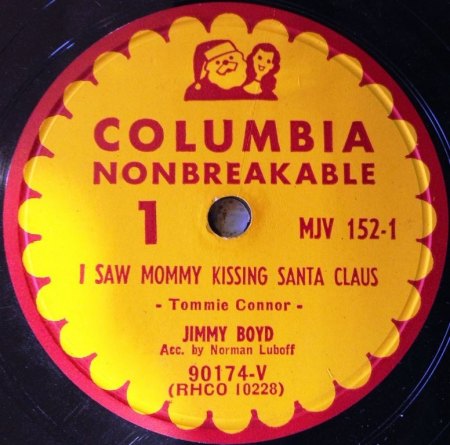 COLUMBIA
NONBREAKABLE
1 MJV 152-1
I SAW MOMMY KISSING SANTA CLAUS
- Tommie Connor -
JIMMY BOYD
Acc. by Norman Luboff
90174-V
(RHCO 10228)